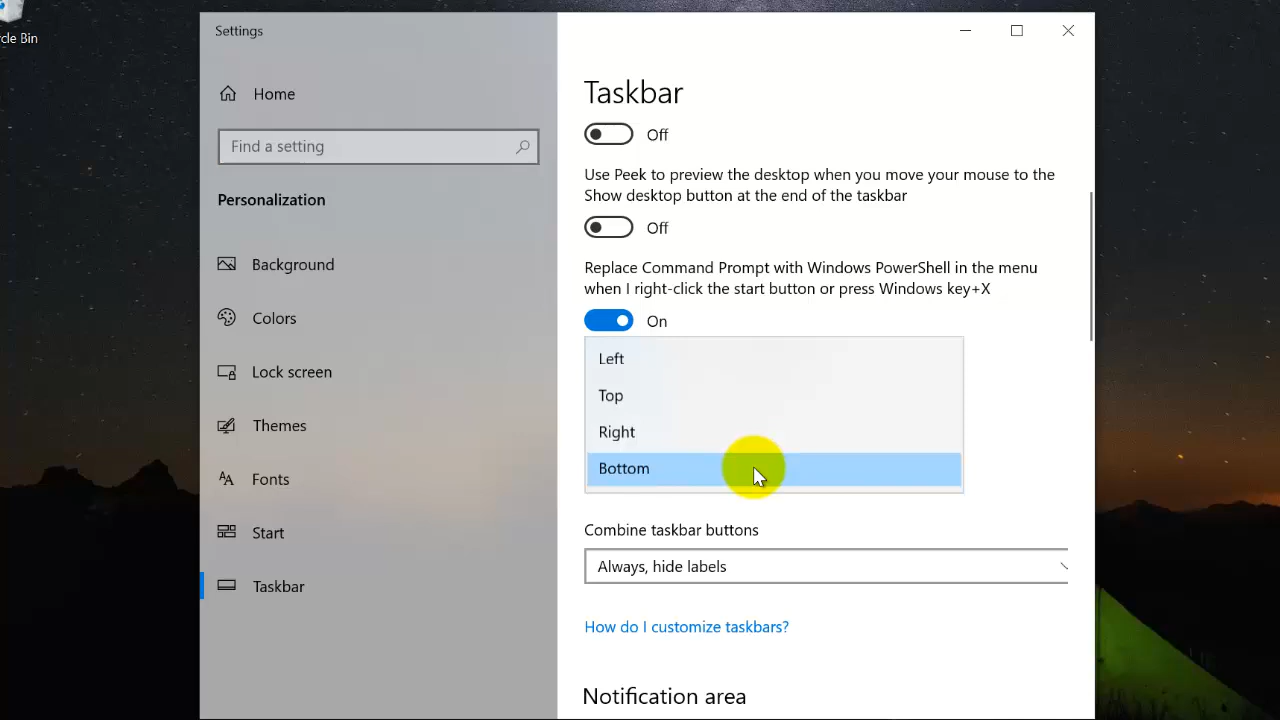 cle Bin
Settings
Home
Find a setting
Personalization
Background
Colors
Lock screen
Themes
Fonts
Start
Taskbar
Taskbar
Off
Use Peek to preview the desktop when you move your mouse to the
Show desktop button at the end of the taskbar
Off
Replace Command Prompt with Windows PowerShell in the menu
when I right-click the start button or press Windows key+X
On
Left
Top
Right
Bottom
Combine taskbar buttons
Always, hide labels
How do I customize taskbars?
Notification area